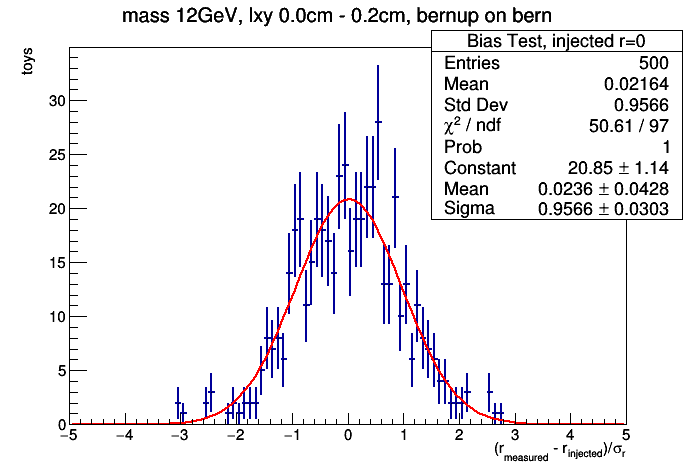 mass 12GeV, lxy 0.0cm - 0.2cm, bernup on bern
toys
Bias Test, injected r=0
Entries 500
Mean 0.02164
Std Dev 0.9566
χ² / ndf 50.61 / 97
Prob 1
Constant 20.85 ± 1.14
Mean 0.0236 ± 0.0428
Sigma 0.9566 ± 0.0303
30
25
20
15
10
5
0
−5 −4 −3 −2 −1 0 1 2 3 4 5
(r_measured - r_injected)/σ_r